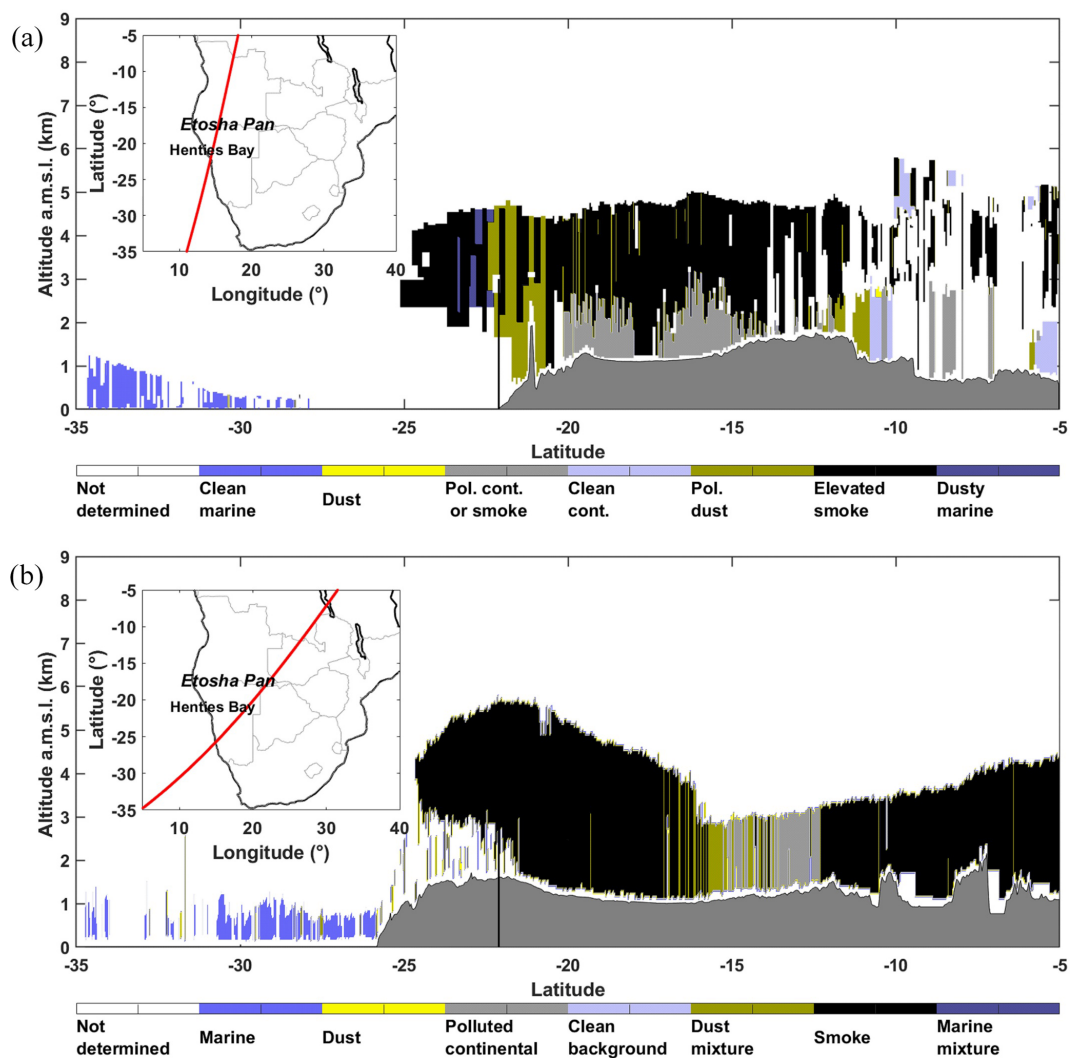 (a)
Altitude a.m.s.l. (km)
9
8
7
6
5
4
3
2
1
0
-35
-30
-25
-20
-15
-10
-5
Latitude
Latitude (°)
-5
-10
-15
-20
-25
-30
-35
10
20
30
40
Longitude (°)
Etosha Pan
Henties Bay
Not
determined
Clean
marine
Dust
Pol. cont.
or smoke
Clean
cont.
Pol.
dust
Elevated
smoke
Dusty
marine
(b)
Altitude a.m.s.l. (km)
9
8
7
6
5
4
3
2
1
0
-35
-30
-25
-20
-15
-10
-5
Latitude
Latitude (°)
-5
-10
-15
-20
-25
-30
-35
10
20
30
40
Longitude (°)
Etosha Pan
Henties Bay
Not
determined
Marine
Dust
Polluted
continental
Clean
background
Dust
mixture
Smoke
Marine
mixture